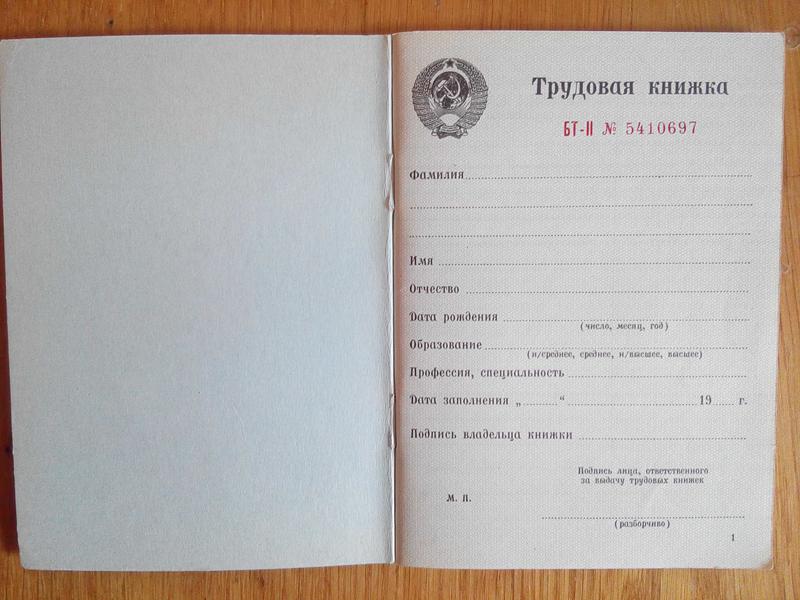 Трудовая книжка
БТ-II № 5410697
Фамилия
Имя
Отчество
Дата рождения
(число, месяц, год)
Образование
(н/среднее, среднее, н/высшее, высшее)
Профессия, специальность
Дата заполнения „ “ 19 г.
Подпись владельца книжки
Подпись лица, ответственного
за выдачу трудовых книжек
М. П.
(разборчиво)
1